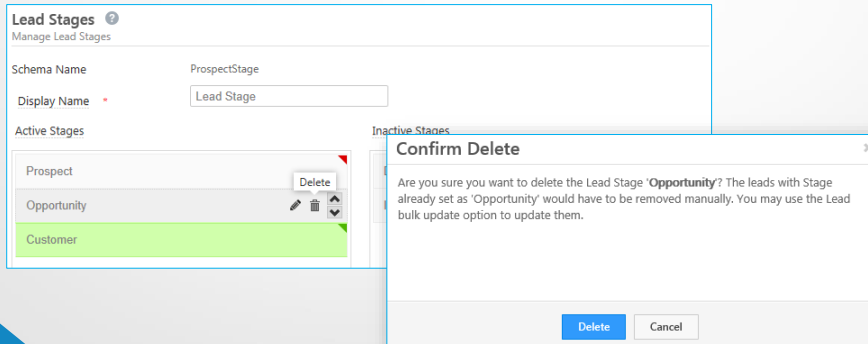 Lead Stages ?
Manage Lead Stages
Schema Name ProspectStage
Display Name * Lead Stage
Active Stages Inactive Stages
Prospect
Delete
Opportunity
Customer
Confirm Delete
Are you sure you want to delete the Lead Stage 'Opportunity'? The leads with Stage
already set as 'Opportunity' would have to be removed manually. You may use the Lead
bulk update option to update them.
Delete Cancel